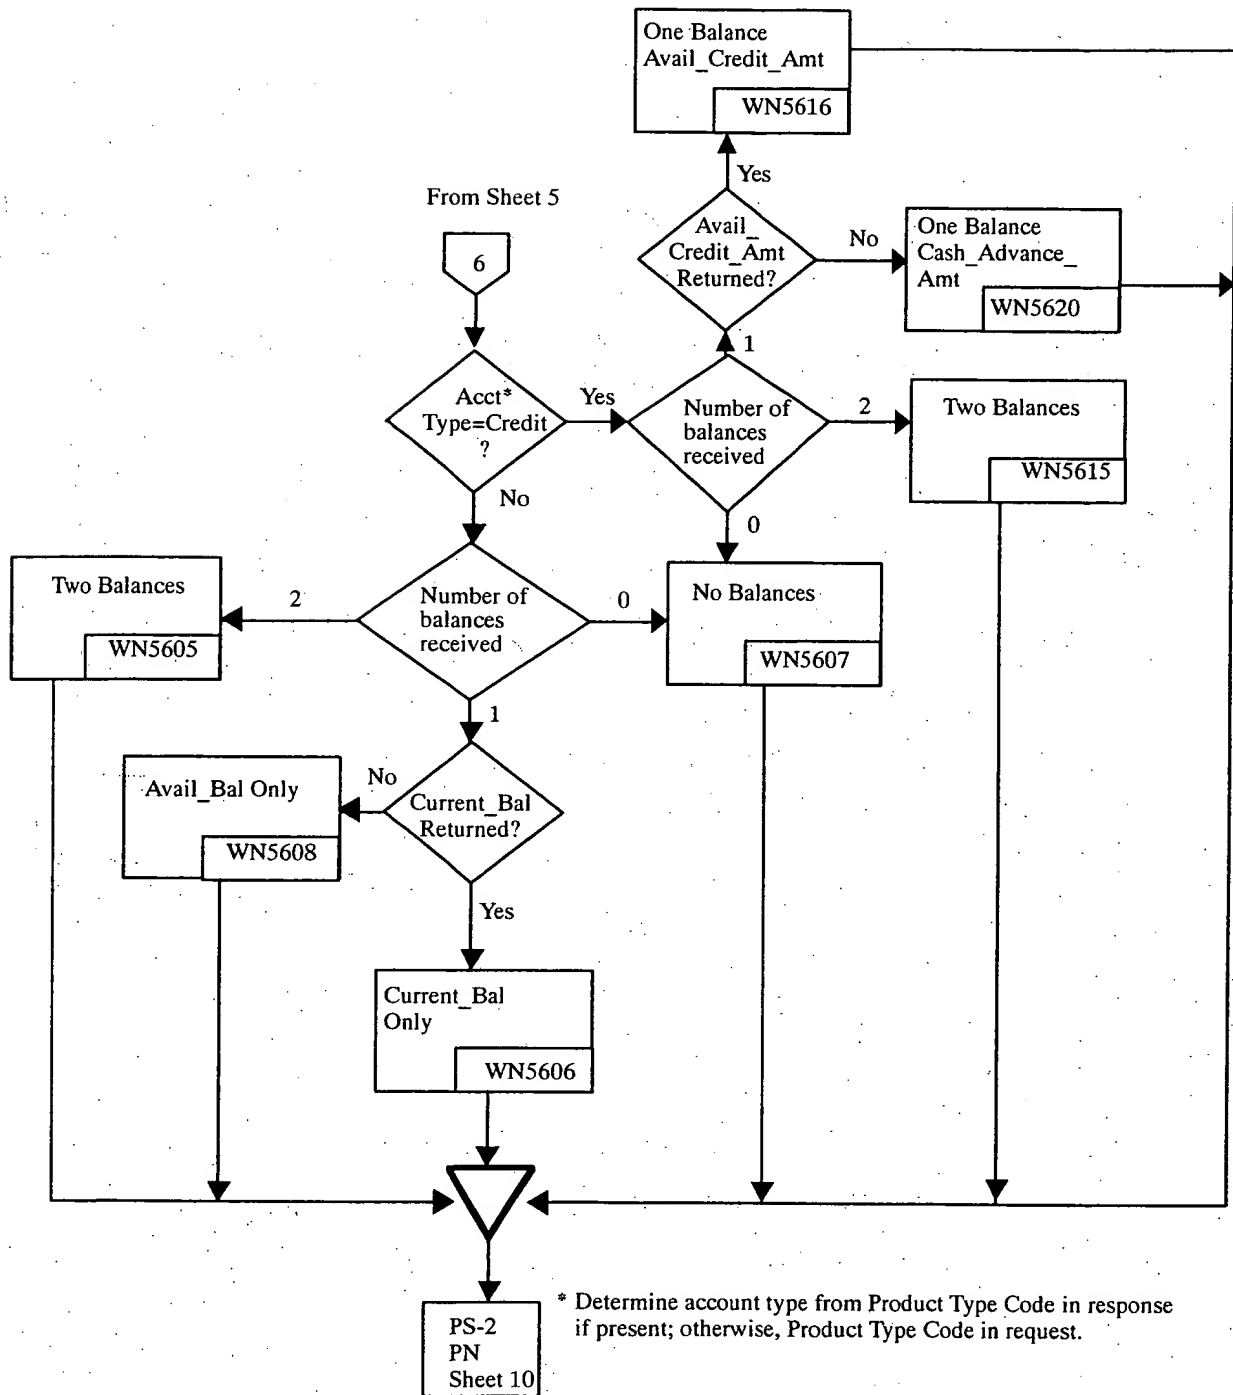 One Balance
Avail_Credit_Amt
WN5616
Yes
From Sheet 5
6
Avail_
Credit_Amt
Returned?
No
One Balance
Cash_Advance_
Amt
WN5620
1
Acct*
Type=Credit
?
Yes
Number of
balances
received
2
Two Balances
WN5615
No
0
Two Balances
WN5605
2
Number of
balances
received
0
No Balances
WN5607
1
Avail_Bal Only
WN5608
No
Current_Bal
Returned?
Yes
Current_Bal
Only
WN5606
PS-2
PN
Sheet 10
* Determine account type from Product Type Code in response
if present; otherwise, Product Type Code in request.